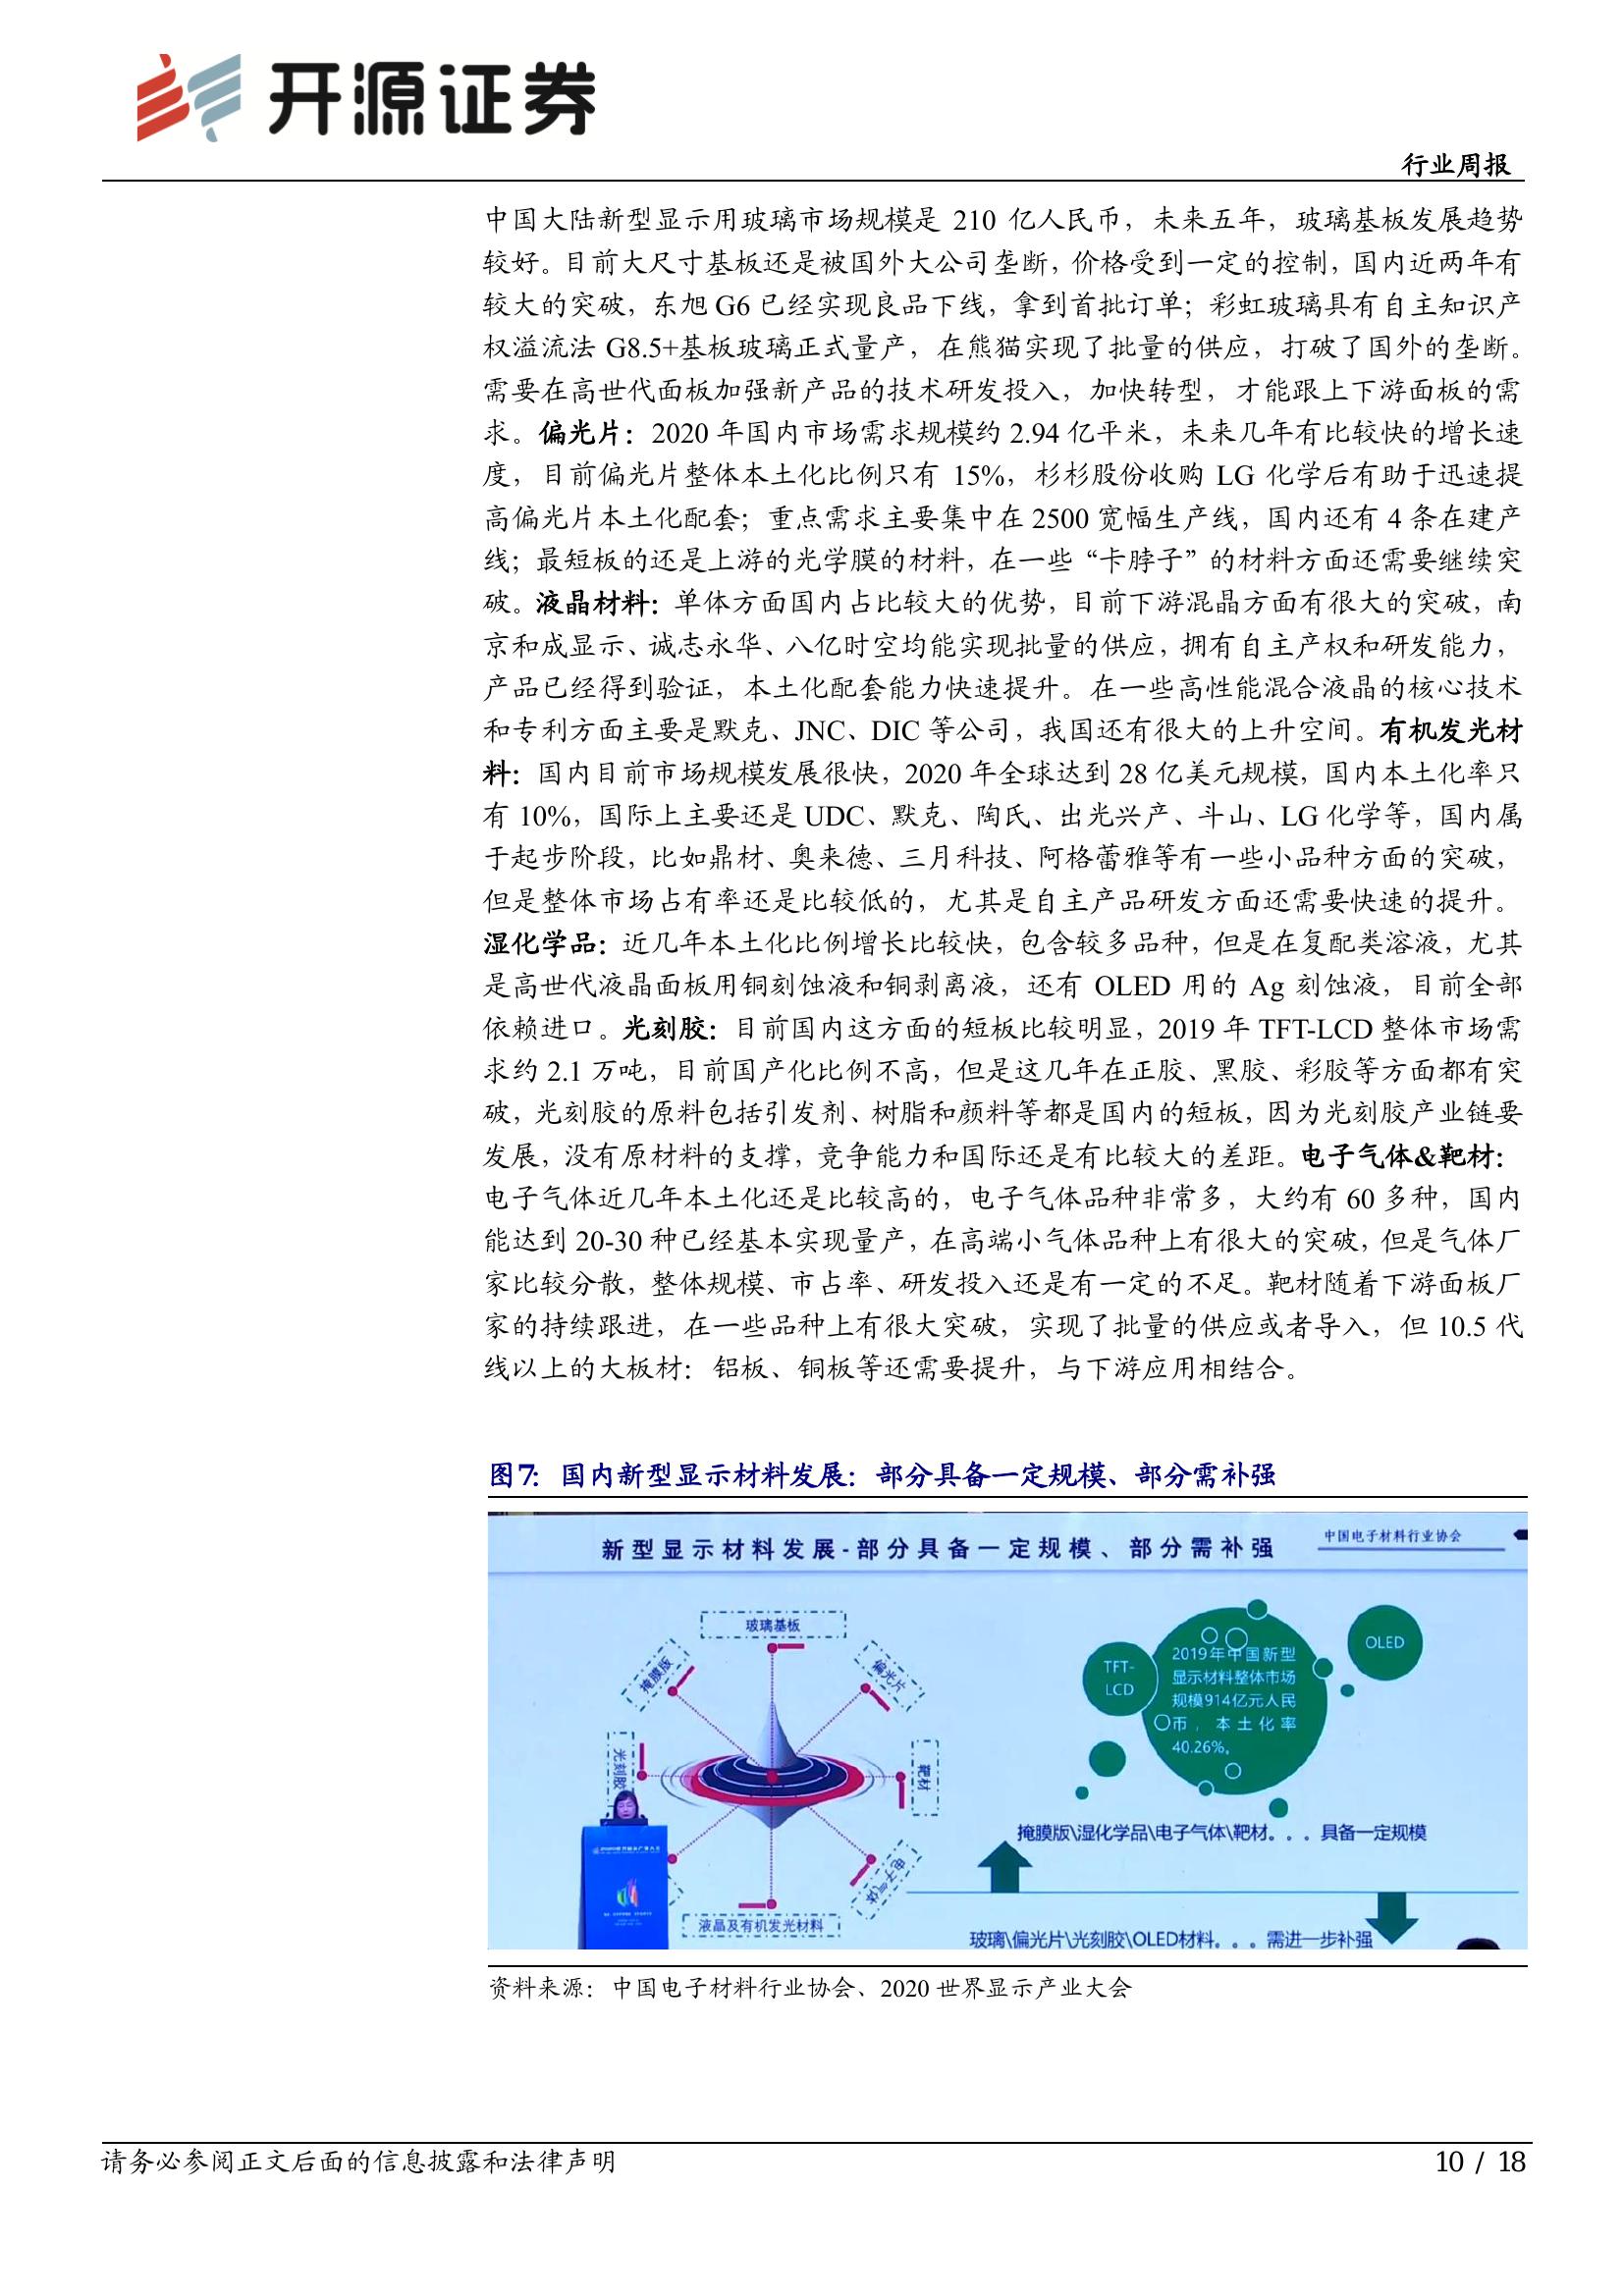 开源证券
行业周报
中国大陆新型显示用玻璃市场规模是 210 亿人民币，未来五年，玻璃基板发展趋势
较好。目前大尺寸基板还是被国外大公司垄断，价格受到一定的控制，国内近两年有
较大的突破，东旭 G6 已经实现良品下线，拿到首批订单；彩虹玻璃具有自主知识产
权溢流法 G8.5+基板玻璃正式量产，在熊猫实现了批量的供应，打破了国外的垄断。
需要在高世代面板加强新产品的技术研发投入，加快转型，才能跟上下游面板的需
求。偏光片：2020 年国内市场需求规模约 2.94 亿平米，未来几年有比较快的增长速
度，目前偏光片整体本土化比例只有 15%，杉杉股份收购 LG 化学后有助于迅速提
高偏光片本土化配套；重点需求主要集中在 2500 宽幅生产线，国内还有 4 条在建产
线；最短板的还是上游的光学膜的材料，在一些“卡脖子”的材料方面还需要继续突
破。液晶材料：单体方面国内占比较大的优势，目前下游混晶方面有很大的突破，南
京和成显示、诚志永华、八亿时空均能实现批量的供应，拥有自主产权和研发能力，
产品已经得到验证，本土化配套能力快速提升。在一些高性能混合液晶的核心技术
和专利方面主要是默克、JNC、DIC 等公司，我国还有很大的上升空间。有机发光材
料：国内目前市场规模发展很快，2020 年全球达到 28 亿美元规模，国内本土化率只
有 10%，国际上主要还是 UDC、默克、陶氏、出光兴产、斗山、LG 化学等，国内属
于起步阶段，比如鼎材、奥来德、三月科技、阿格蕾雅等有一些小品种方面的突破，
但是整体市场占有率还是比较低的，尤其是自主产品研发方面还需要快速的提升。
湿化学品：近几年本土化比例增长比较快，包含较多品种，但是在复配类溶液，尤其
是高世代液晶面板用铜刻蚀液和铜剥离液，还有 OLED 用的 Ag 刻蚀液，目前全部
依赖进口。光刻胶：目前国内这方面的短板比较明显，2019 年 TFT-LCD 整体市场需
求约 2.1 万吨，目前国产化比例不高，但是这几年在正胶、黑胶、彩胶等方面都有突
破，光刻胶的原料包括引发剂、树脂和颜料等都是国内的短板，因为光刻胶产业链要
发展，没有原材料的支撑，竞争能力和国际还是有比较大的差距。电子气体&靶材：
电子气体近几年本土化还是比较高的，电子气体品种非常多，大约有 60 多种，国内
能达到 20-30 种已经基本实现量产，在高端小气体品种上有很大的突破，但是气体厂
家比较分散，整体规模、市占率、研发投入还是有一定的不足。靶材随着下游面板厂
家的持续跟进，在一些品种上有很大突破，实现了批量的供应或者导入，但 10.5 代
线以上的大板材：铝板、铜板等还需要提升，与下游应用相结合。
图7：国内新型显示材料发展：部分具备一定规模、部分需补强
新型显示材料发展-部分具备一定规模、部分需补强
中国电子材料行业协会
玻璃基板
掩膜版
偏光片
光刻胶
靶材
电子气体
液晶及有机发光材料
TFT-
LCD
OLED
2019年中国新型
显示材料整体市场
规模914亿元人民
币，本土化率
40.26%。
掩膜版\湿化学品\电子气体\靶材。。。具备一定规模
玻璃\偏光片\光刻胶\OLED材料。。。需进一步补强
资料来源：中国电子材料行业协会、2020 世界显示产业大会
请务必参阅正文后面的信息披露和法律声明
10 / 18